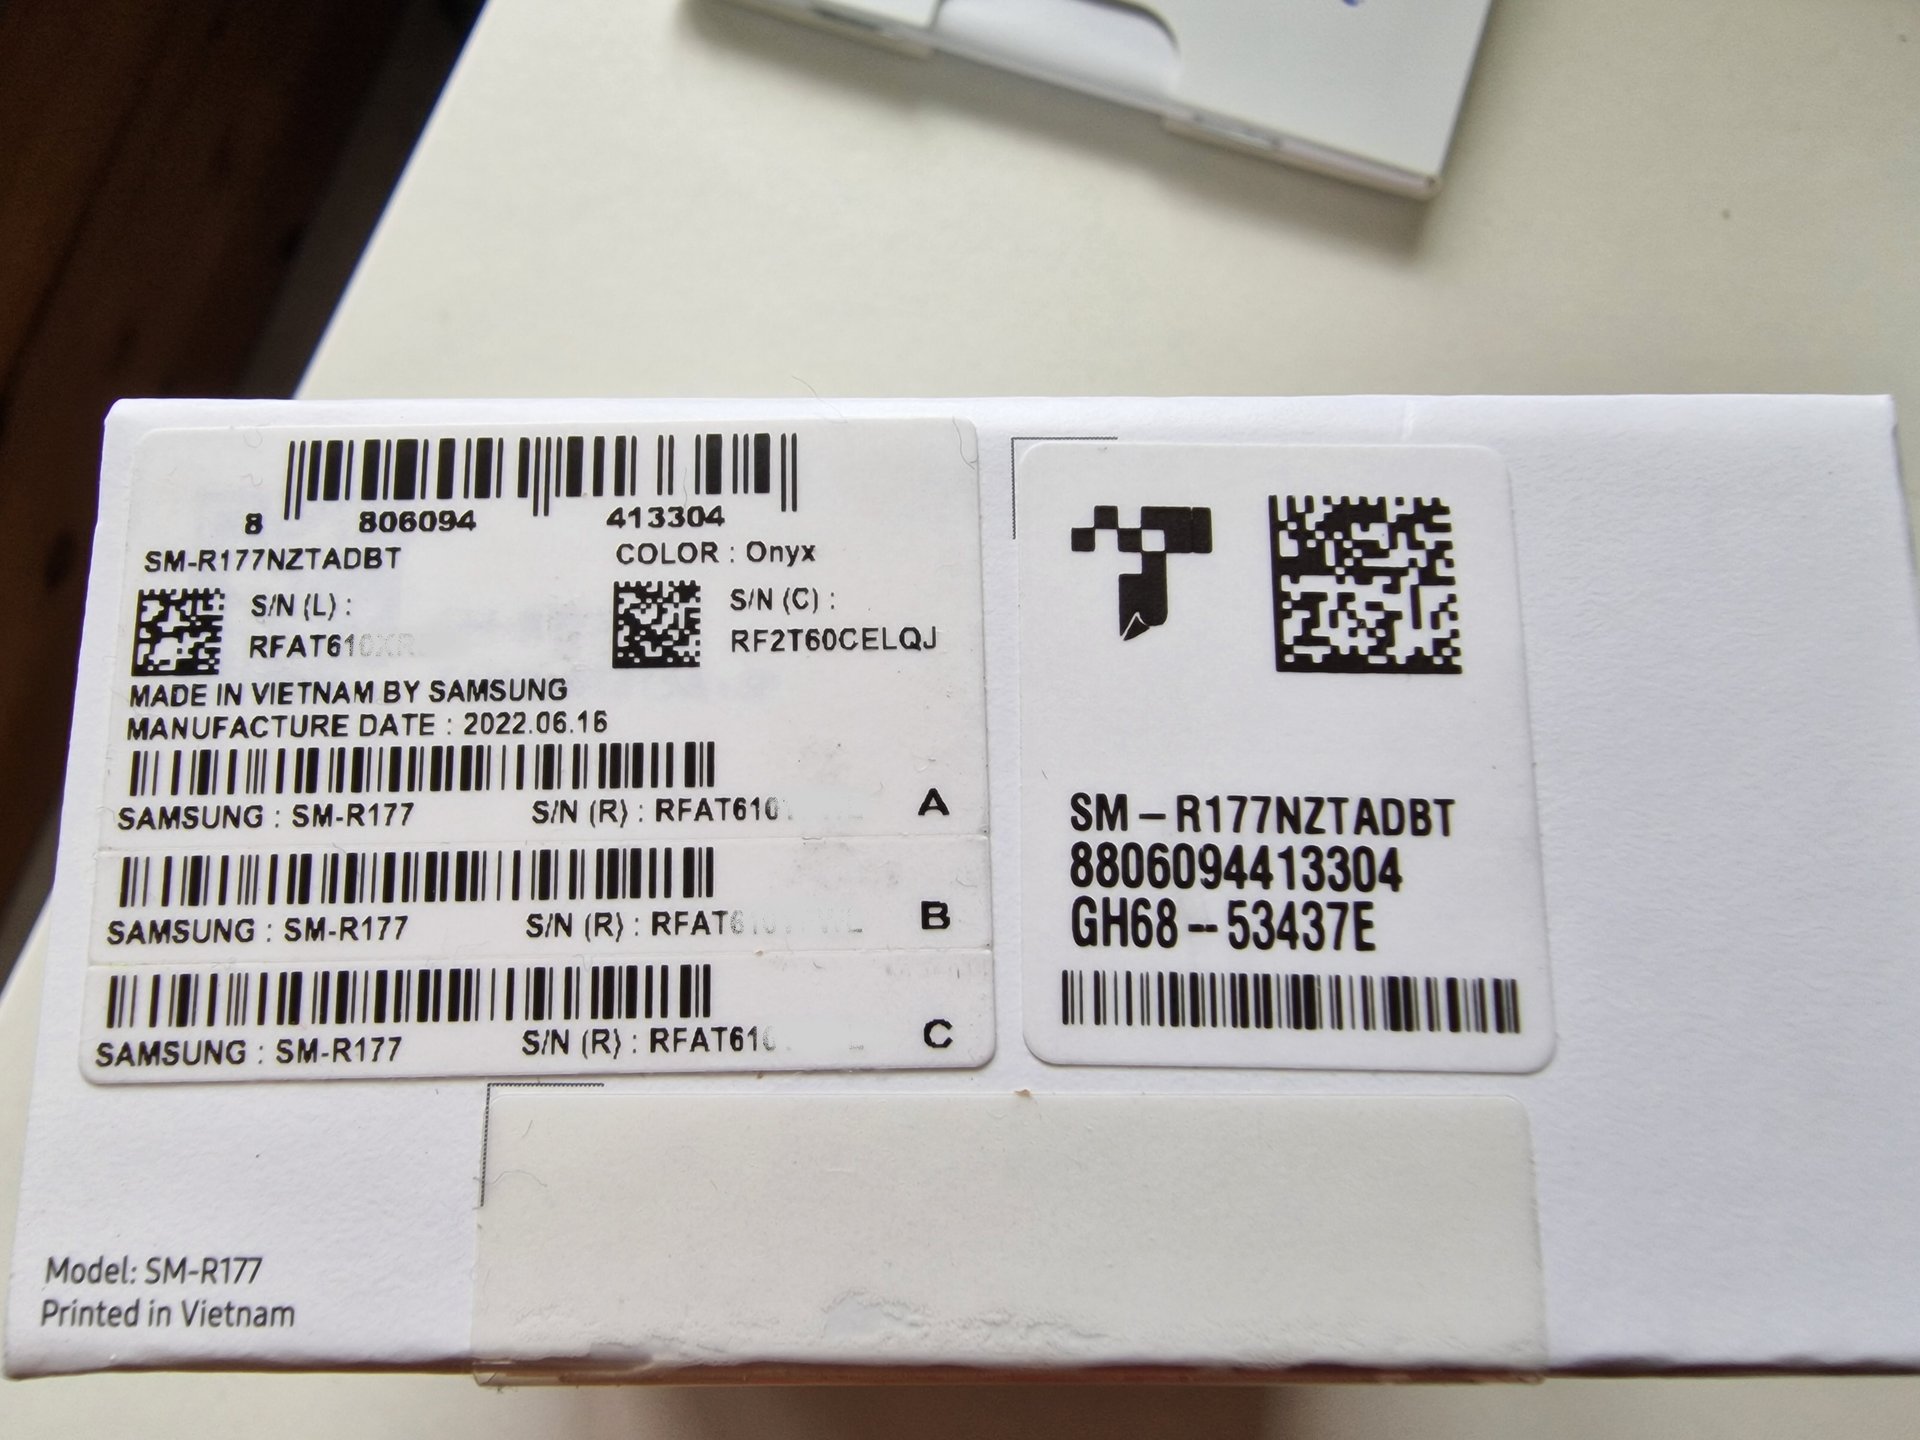 8 806094 413304
SM-R177NZTADBT COLOR : Onyx
S/N (L) : S/N (C) :
RF2T60CELQJ
MADE IN VIETNAM BY SAMSUNG
MANUFACTURE DATE : 2022.06.16
SAMSUNG : SM-R177 S/N (R) : A
SAMSUNG : SM-R177 S/N (R) : B
SAMSUNG : SM-R177 S/N (R) : C
SM-R177NZTADBT
8806094413304
GH68-53437E
Model: SM-R177
Printed in Vietnam